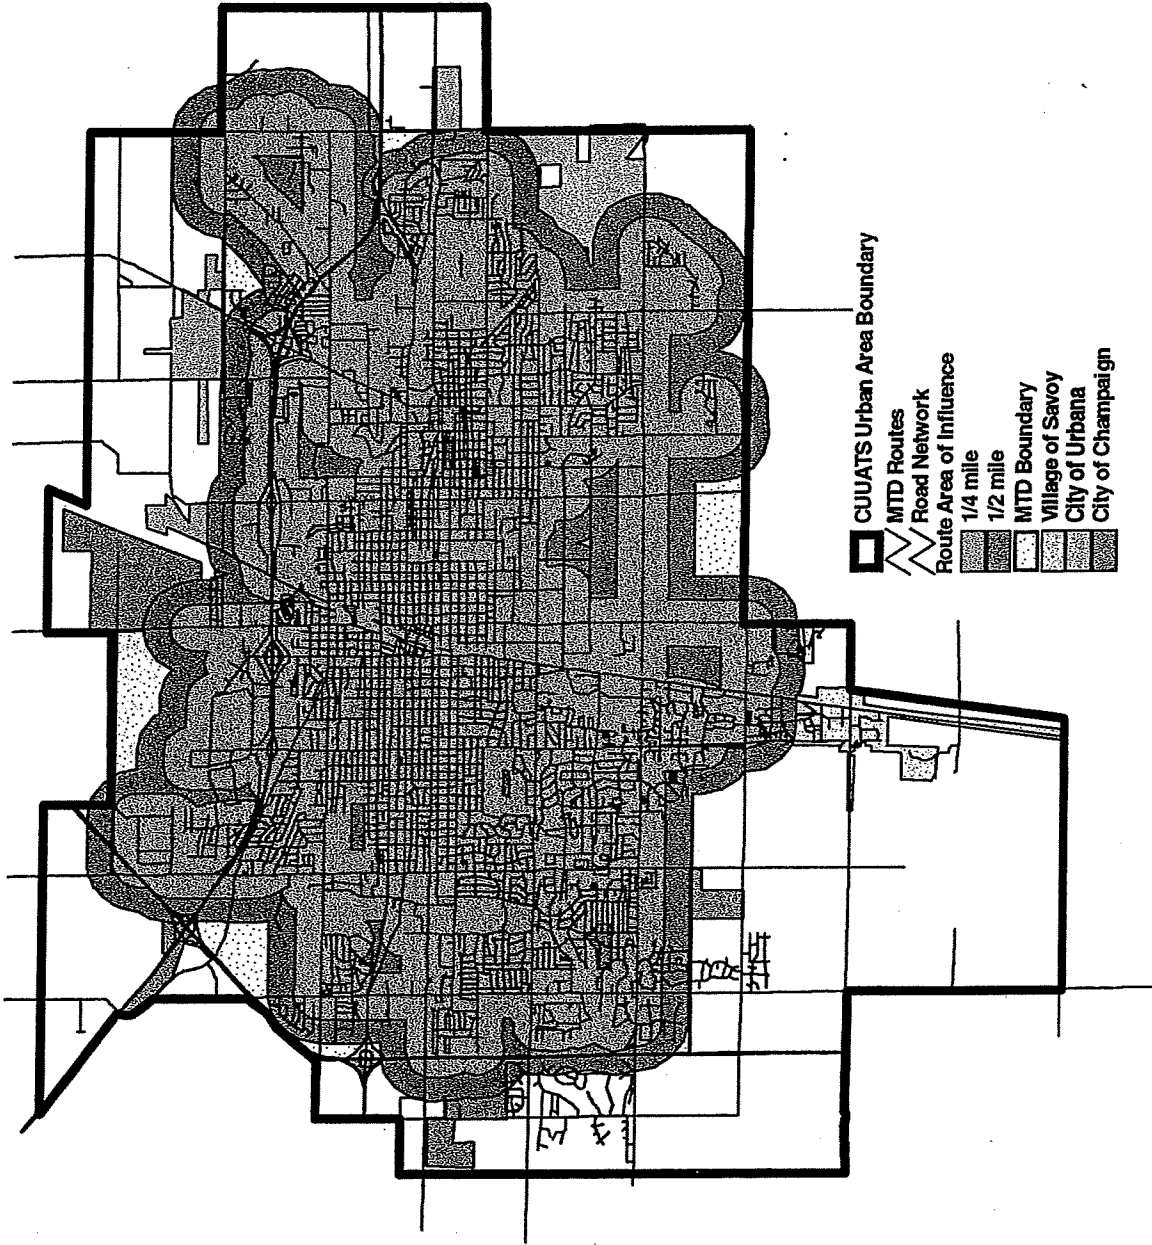 CUUATS Urban Area Boundary
MTD Routes
Road Network
Route Area of Influence
1/4 mile
1/2 mile
MTD Boundary
Village of Savoy
City of Urbana
City of Champaign